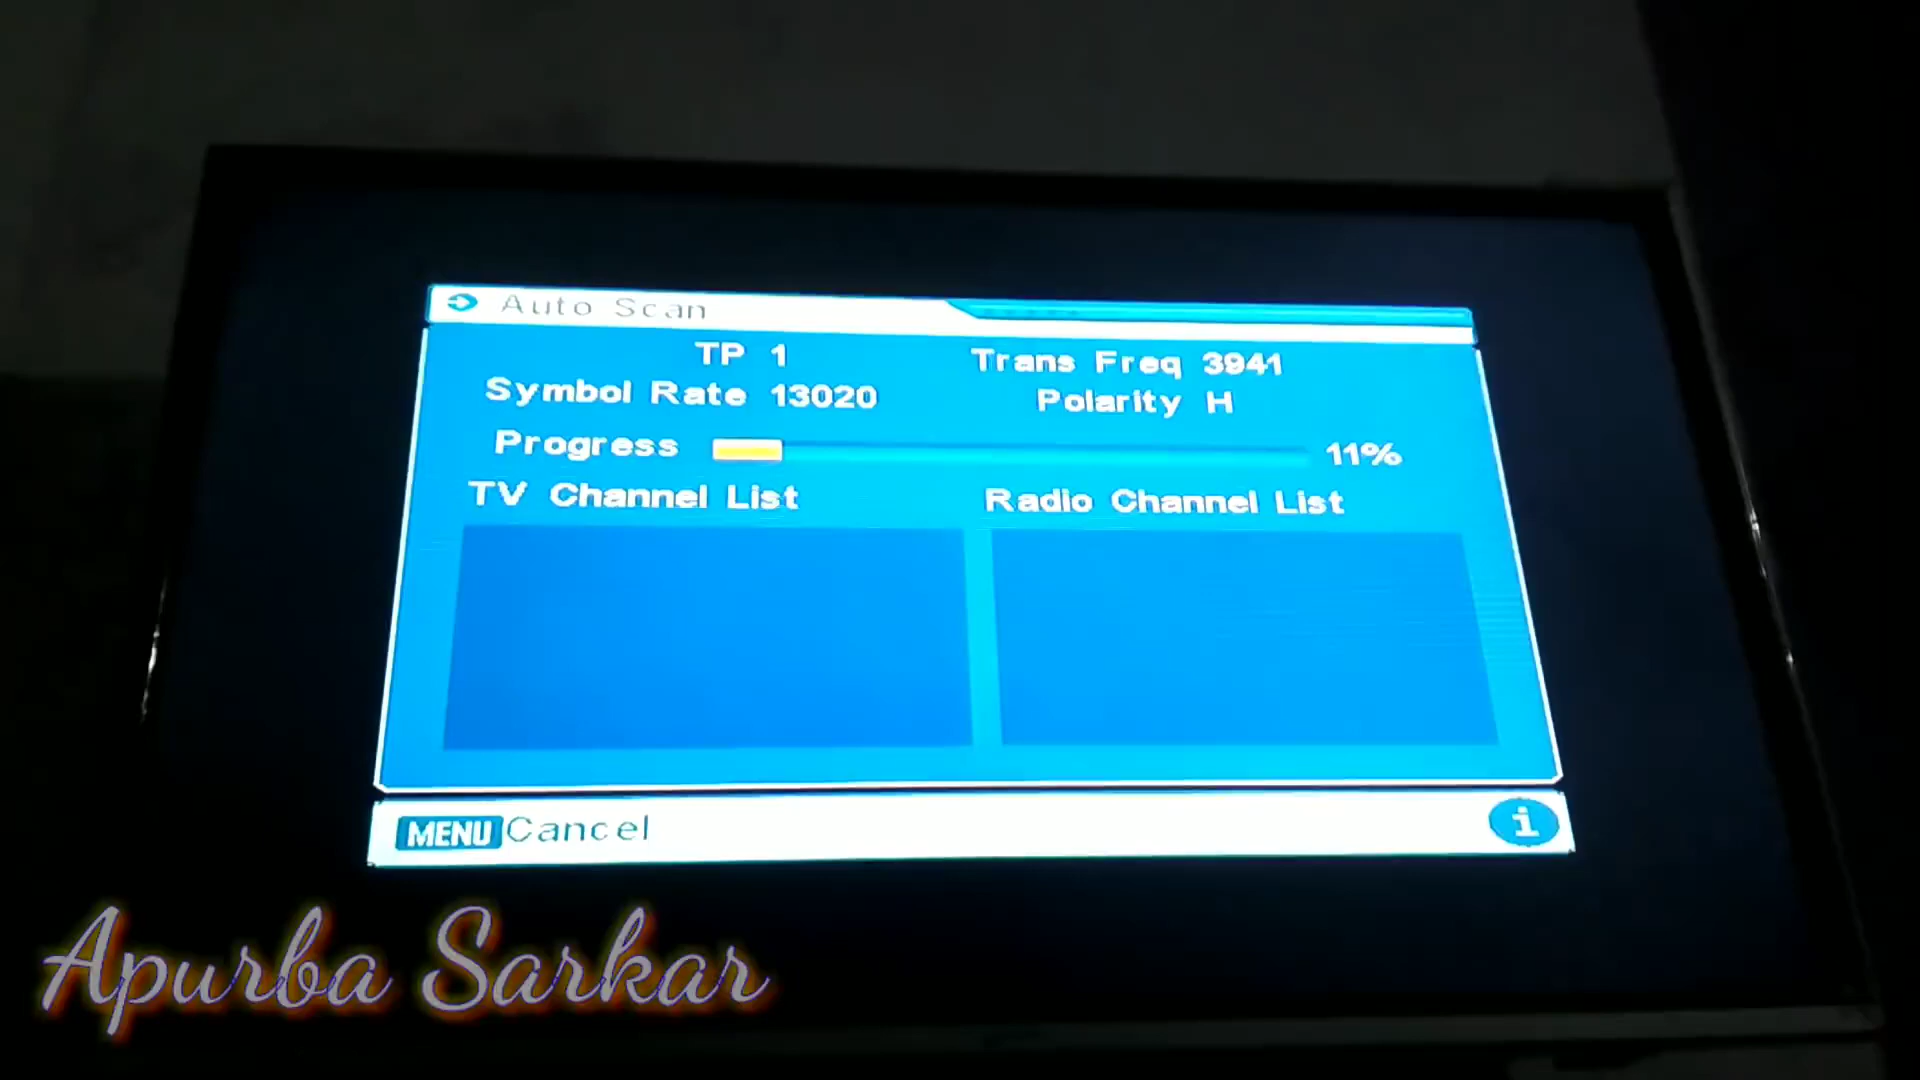 Auto Scan
TP 1 Trans Freq 3941
Symbol Rate 13020 Polarity H
Progress 11%
TV Channel List Radio Channel List
MENU Cancel i
Apurba Sarkar